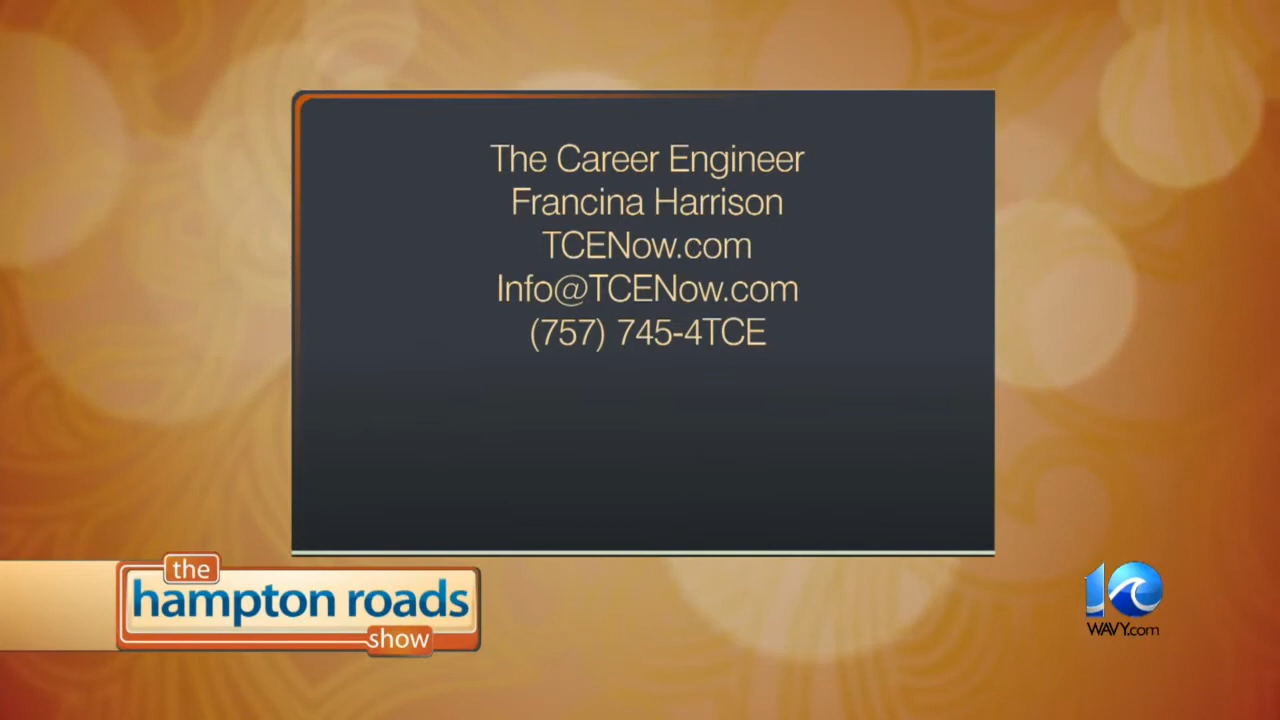 The Career Engineer
Francina Harrison
TCENow.com
Info@TCENow.com
(757) 745-4TCE
the
hampton roads
show
10
WAVY.com